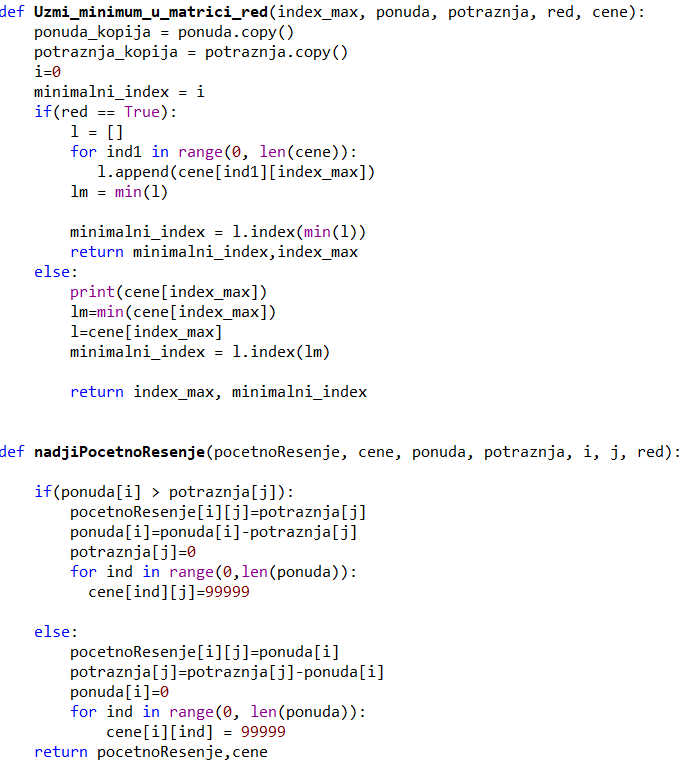 def Uzmi_minimum_u_matrici_red(index_max, ponuda, potraznja, red, cene):
    ponuda_kopija = ponuda.copy()
    potraznja_kopija = potraznja.copy()
    i=0
    minimalni_index = i
    if(red == True):
        l = []
        for ind1 in range(0, len(cene)):
           l.append(cene[ind1][index_max])
        lm = min(l)

        minimalni_index = l.index(min(l))
        return minimalni_index,index_max
    else:
        print(cene[index_max])
        lm=min(cene[index_max])
        l=cene[index_max]
        minimalni_index = l.index(lm)

        return index_max, minimalni_index


def nadjiPocetnoResenje(pocetnoResenje, cene, ponuda, potraznja, i, j, red):

    if(ponuda[i] > potraznja[j]):
        pocetnoResenje[i][j]=potraznja[j]
        ponuda[i]=ponuda[i]-potraznja[j]
        potraznja[j]=0
        for ind in range(0,len(ponuda)):
          cene[ind][j]=99999

    else:
        pocetnoResenje[i][j]=ponuda[i]
        potraznja[j]=potraznja[j]-ponuda[i]
        ponuda[i]=0
        for ind in range(0, len(ponuda)):
            cene[i][ind] = 99999
    return pocetnoResenje,cene